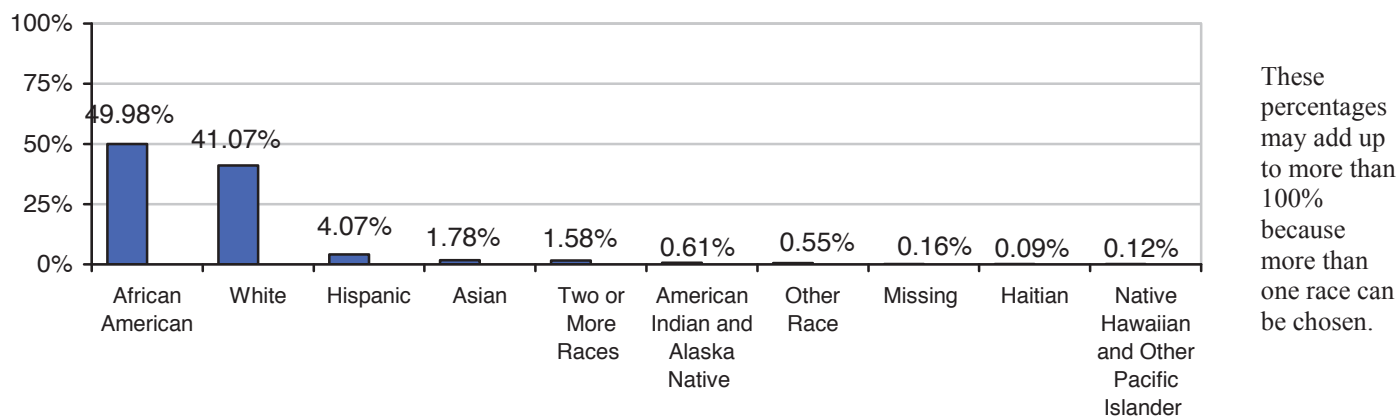 100%
75%
50%
25%
0%
49.98%
41.07%
4.07%
1.78%
1.58%
0.61%
0.55%
0.16%
0.09%
0.12%
African
American
White
Hispanic
Asian
Two or
More
Races
American
Indian and
Alaska
Native
Other
Race
Missing
Haitian
Native
Hawaiian
and Other
Pacific
Islander
These
percentages
may add up
to more than
100%
because
more than
one race can
be chosen.